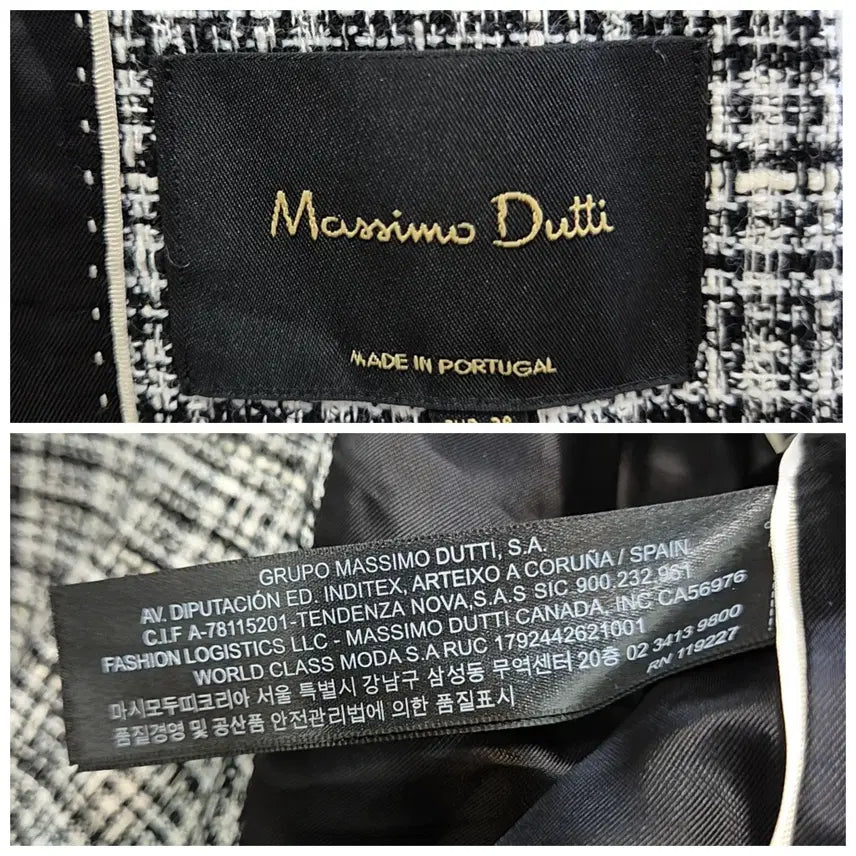 Massimo Dutti
MADE IN PORTUGAL
GRUPO MASSIMO DUTTI, S.A.
AV. DIPUTACIÓN ED. INDITEX, ARTEIXO A CORUÑA / SPAIN
C.I.F A-78115201-TENDENZA NOVA,S.A.S SIC 900.232.961
FASHION LOGISTICS LLC - MASSIMO DUTTI CANADA, INC CA56976
WORLD CLASS MODA S.A RUC 1792442621001
마시모두띠코리아 서울 특별시 강남구 삼성동 무역센터 20층 02 3413 9800
품질경영 및 공산품 안전관리법에 의한 품질표시
RN 119227